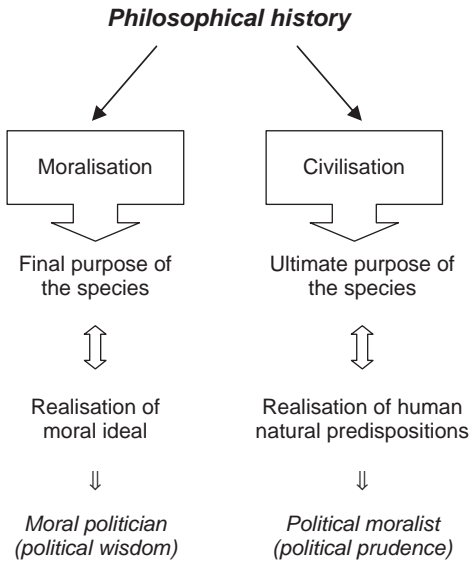 Philosophical history
Moralisation
Civilisation
Final purpose of
the species
Ultimate purpose of
the species
Realisation of
moral ideal
Realisation of human
natural predispositions
Moral politician
(political wisdom)
Political moralist
(political prudence)